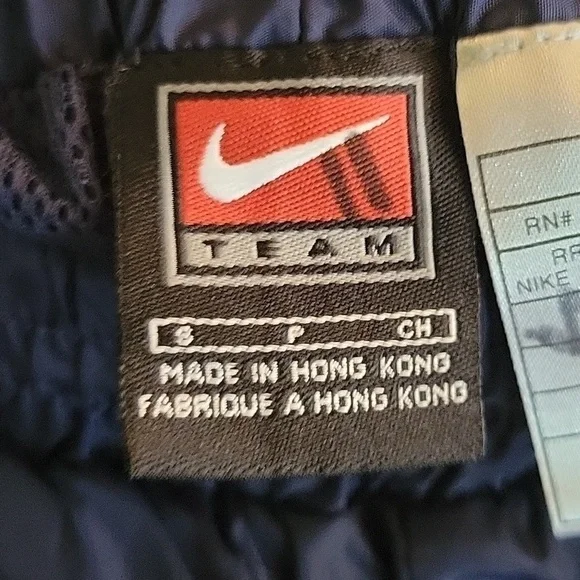 TEAM
S P CH
MADE IN HONG KONG
FABRIQUE A HONG KONG
RN#
NIKE